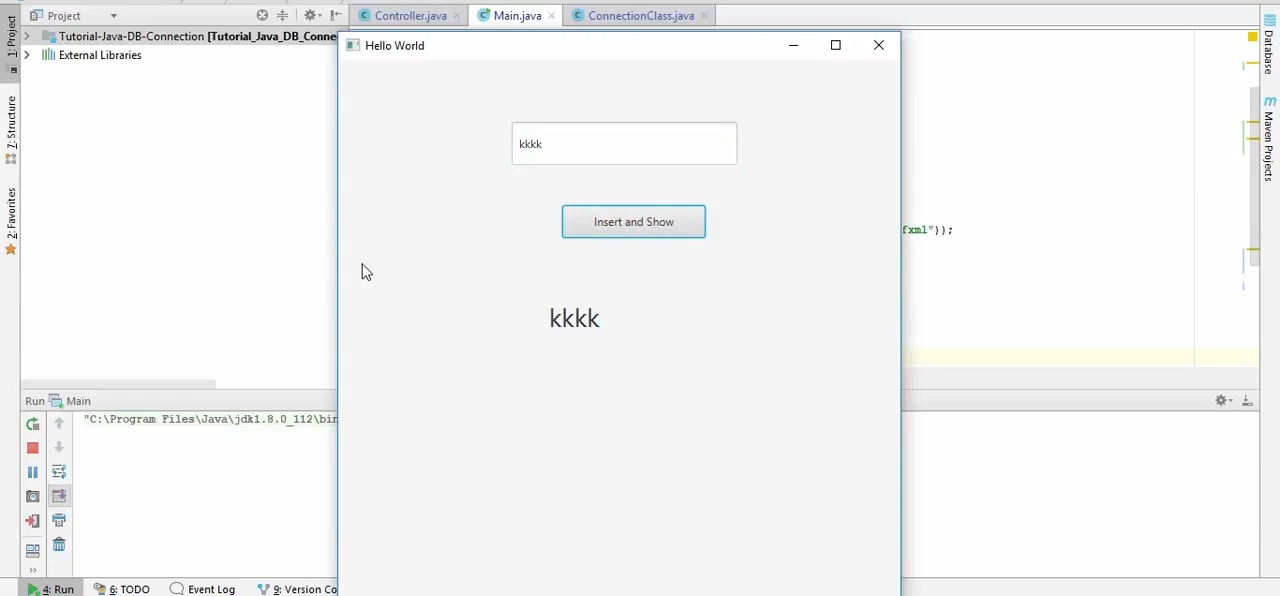 Project
Controller.java
Main.java
ConnectionClass.java
1: Project
Tutorial-Java-DB-Connection [Tutorial_Java_DB_Conne
External Libraries
Hello World
Database
kkkk
7: Structure
Maven Projects
Insert and Show
2: Favorites
fxml"));
kkkk
Run Main
"C:\Program Files\Java\jdk1.8.0_112\bin
>>
4: Run
6: TODO
Event Log
9: Version Co